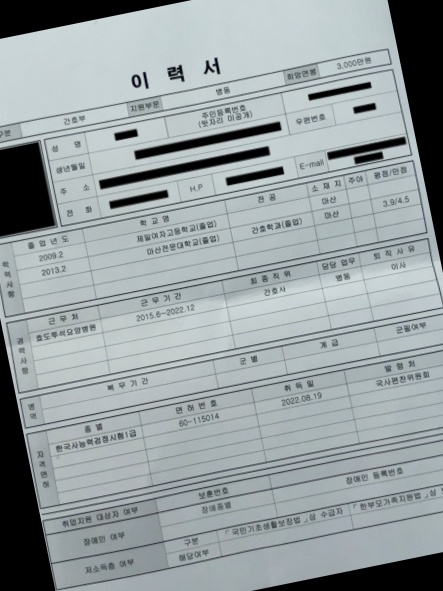 이 력 서
구분 간호부 지원부문 병동 희망연봉 3,000만원
성 명 주민등록번호 (뒷자리 미공개)
생년월일 우편번호
주 소
전 화 H.P E-mail
학력사항 졸업년도 학교명 전공 소재지 주야 평점/만점
2009.2 제일여자고등학교(졸업) 마산
2013.2 마산전문대학교(졸업) 간호학과(졸업) 마산 3.9/4.5
경력사항 근무처 근무기간 최종직위 담당업무 퇴직사유
효도투석요양병원 2015.6~2022.12 간호사 병동 이사
병역 복무기간 군별 계급 군필여부
자격면허 종별 면허번호 취득일 발령처
한국사능력검정시험1급 60-115014 2022.08.19 국사편찬위원회
취업지원 대상자 여부 보훈번호
장애인 여부 장애종별 장애인 등록번호
저소득층 여부 구분 「국민기초생활보장법」상 수급자 「한부모가족지원법」상
해당여부